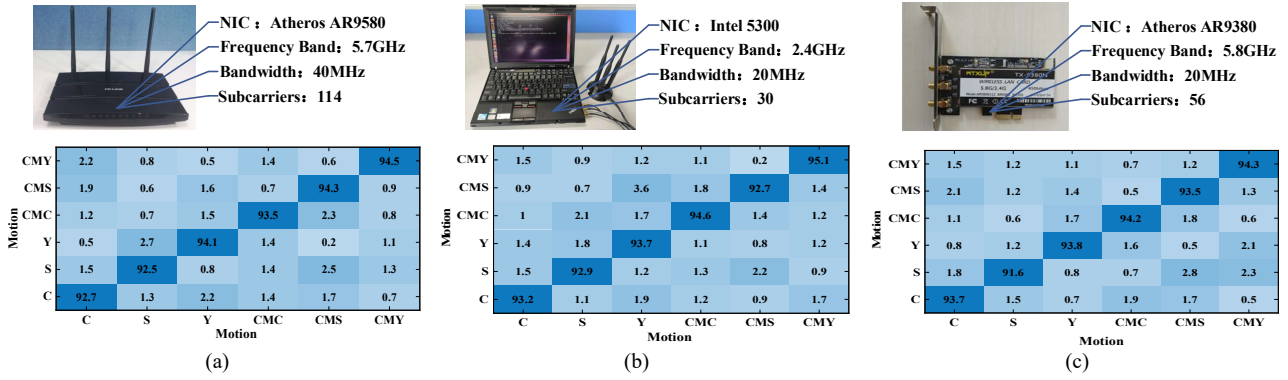 NIC： Atheros AR9580
Frequency Band：5.7GHz
Bandwidth：40MHz
Subcarriers：114
CMY 2.2 0.8 0.5 1.4 0.6 94.5
CMS 1.9 0.6 1.6 0.7 94.3 0.9
CMC 1.2 0.7 1.5 93.5 2.3 0.8
Y 0.5 2.7 94.1 1.4 0.2 1.1
S 1.5 92.5 0.8 1.4 2.5 1.3
C 92.7 1.3 2.2 1.4 1.7 0.7
C S Y CMC CMS CMY
Motion
Motion
(a)
NIC： Intel 5300
Frequency Band：2.4GHz
Bandwidth：20MHz
Subcarriers：30
CMY 1.5 0.9 1.2 1.1 0.2 95.1
CMS 0.9 0.7 3.6 1.8 92.7 1.4
CMC 1 2.1 1.7 94.6 1.4 1.2
Y 1.4 1.8 93.7 1.1 0.8 1.2
S 1.5 92.9 1.2 1.3 2.2 0.9
C 93.2 1.1 1.9 1.2 0.9 1.7
C S Y CMC CMS CMY
Motion
Motion
(b)
NIC： Atheros AR9380
Frequency Band：5.8GHz
Bandwidth：20MHz
Subcarriers：56
TX-9380N
WIRELESS LAN CARD
5.8G/2.4G
CMY 1.5 1.2 1.1 0.7 1.2 94.3
CMS 2.1 1.2 1.4 0.5 93.5 1.3
CMC 1.1 0.6 1.7 94.2 1.8 0.6
Y 0.8 1.2 93.8 1.6 0.5 2.1
S 1.8 91.6 0.8 0.7 2.8 2.3
C 93.7 1.5 0.7 1.9 1.7 0.5
C S Y CMC CMS CMY
Motion
Motion
(c)